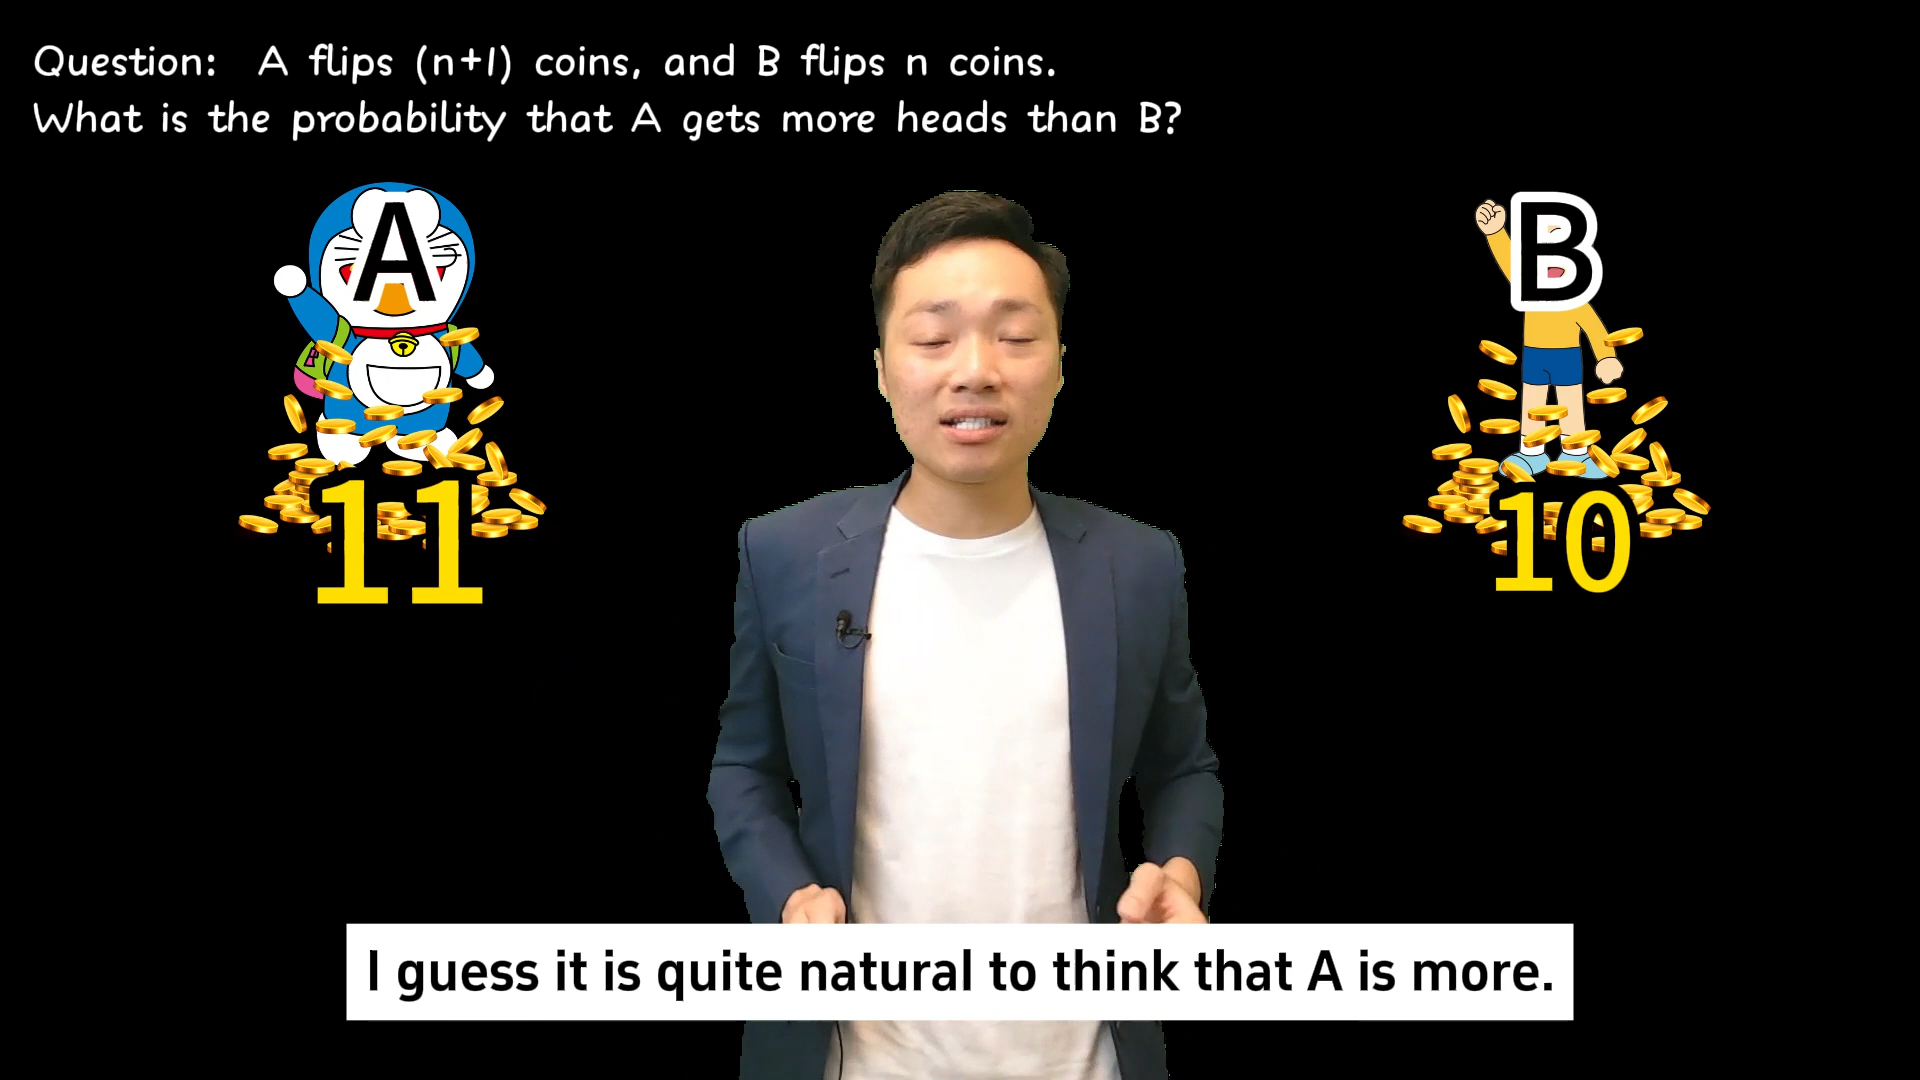 Question: A flips (n+1) coins, and B flips n coins.
What is the probability that A gets more heads than B?
A
B
11
10
I guess it is quite natural to think that A is more.